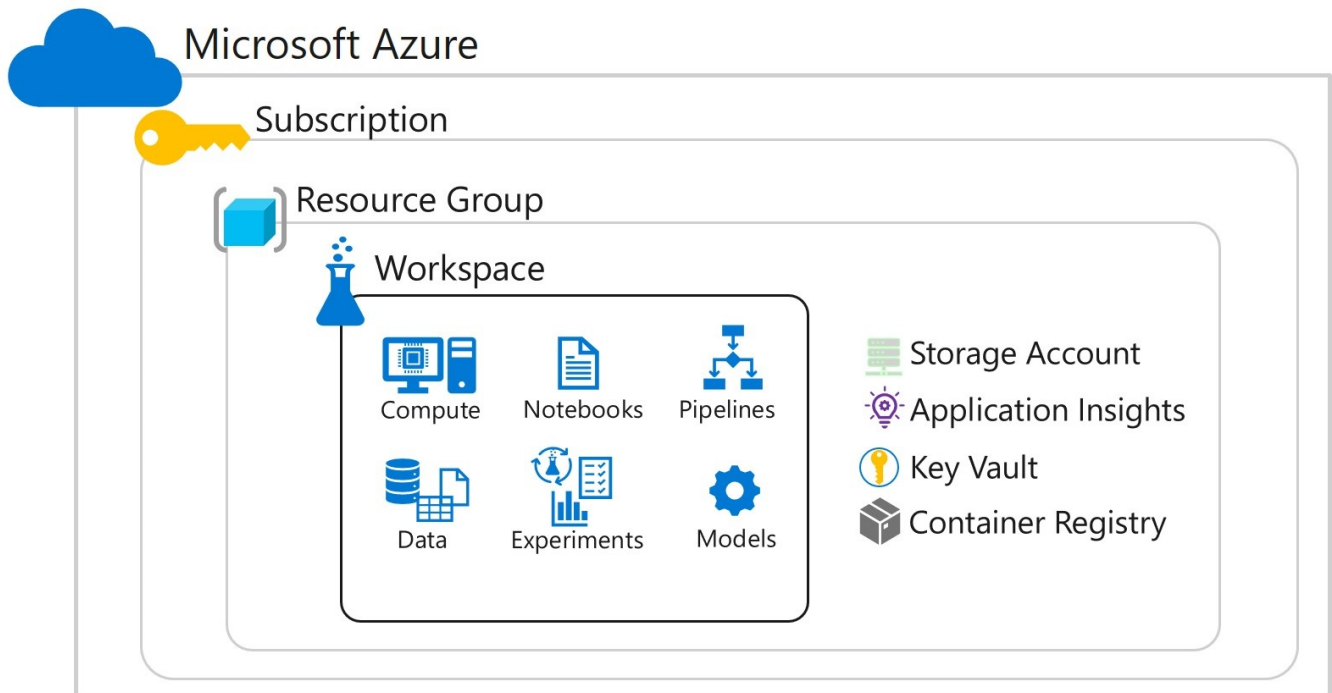 Microsoft Azure
Subscription
Resource Group
Workspace
Compute
Notebooks
Pipelines
Data
Experiments
Models
Storage Account
Application Insights
Key Vault
Container Registry